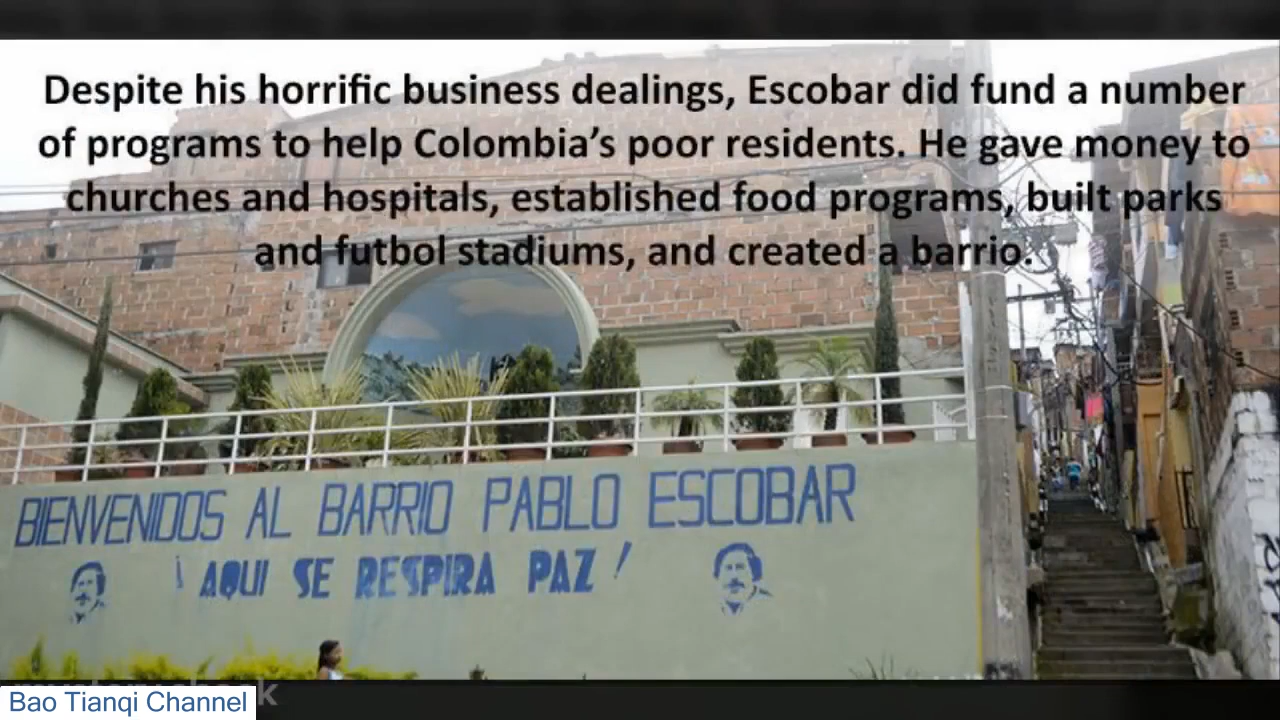 Despite his horrific business dealings, Escobar did fund a number
of programs to help Colombia’s poor residents. He gave money to
churches and hospitals, established food programs, built parks
and futbol stadiums, and created a barrio.
BIENVENIDOS AL BARRIO PABLO ESCOBAR
¡AQUI SE RESPIRA PAZ!
Bao Tianqi Channel